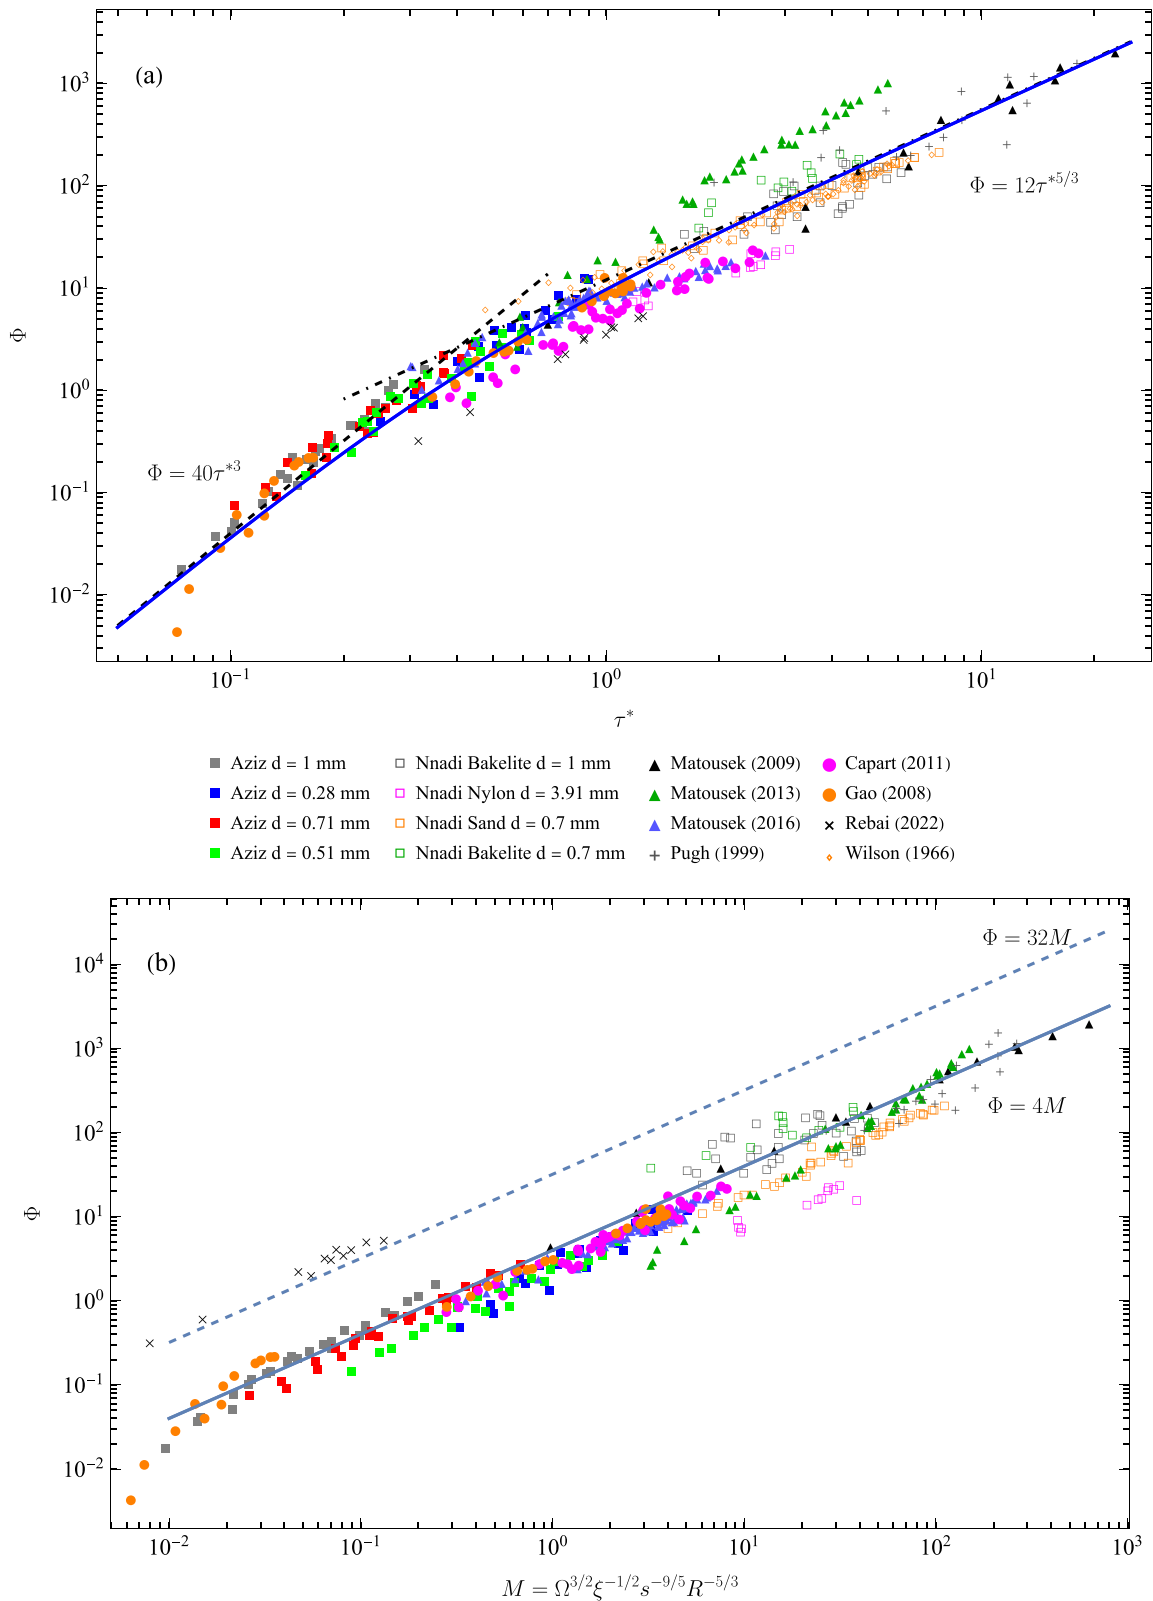 (a)
10³
10²
10¹
10⁰
10⁻¹
10⁻²
Φ
Φ = 12τ*⁵/³
Φ = 40τ*³
10⁻¹ 10⁰ 10¹
τ*
Aziz d = 1 mm
Aziz d = 0.28 mm
Aziz d = 0.71 mm
Aziz d = 0.51 mm
Nnadi Bakelite d = 1 mm
Nnadi Nylon d = 3.91 mm
Nnadi Sand d = 0.7 mm
Nnadi Bakelite d = 0.7 mm
Matousek (2009)
Matousek (2013)
Matousek (2016)
Pugh (1999)
Capart (2011)
Gao (2008)
Rebai (2022)
Wilson (1966)
(b)
Φ = 32M
10⁴
10³
10²
10¹
10⁰
10⁻¹
10⁻²
Φ
Φ = 4M
10⁻² 10⁻¹ 10⁰ 10¹ 10² 10³
M = Ω³/²ξ⁻¹/²s⁻⁹/⁵R⁻⁵/³